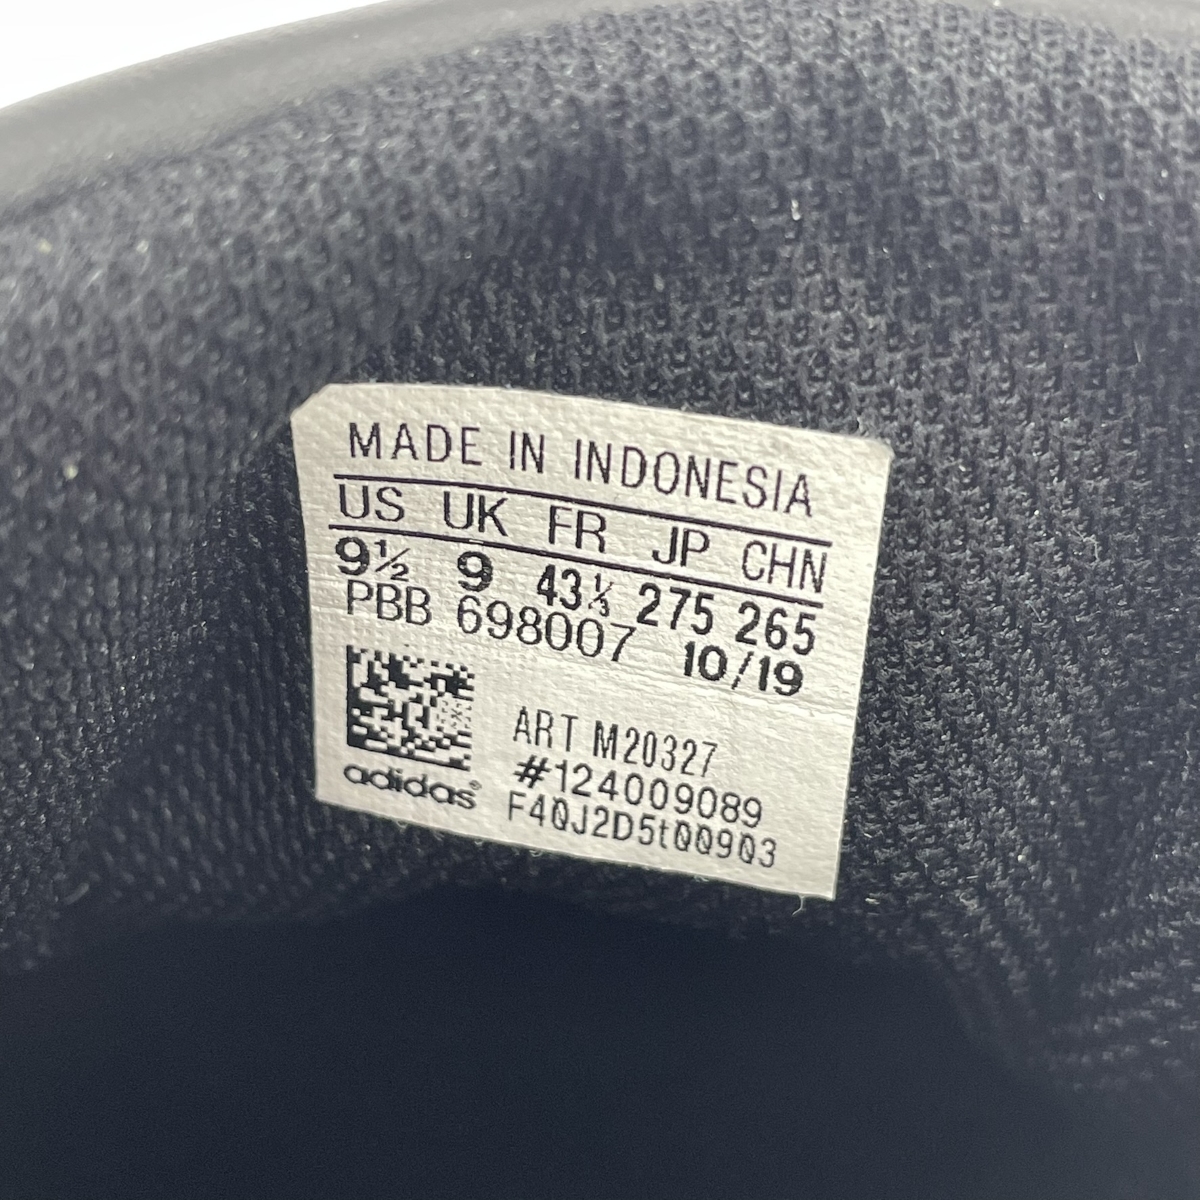 MADE IN INDONESIA
US UK FR JP CHN
9½ 9 43⅓ 275 265
PBB 698007 10/19
ART M20327
#124009089
F40J2D5t00903
adidas®